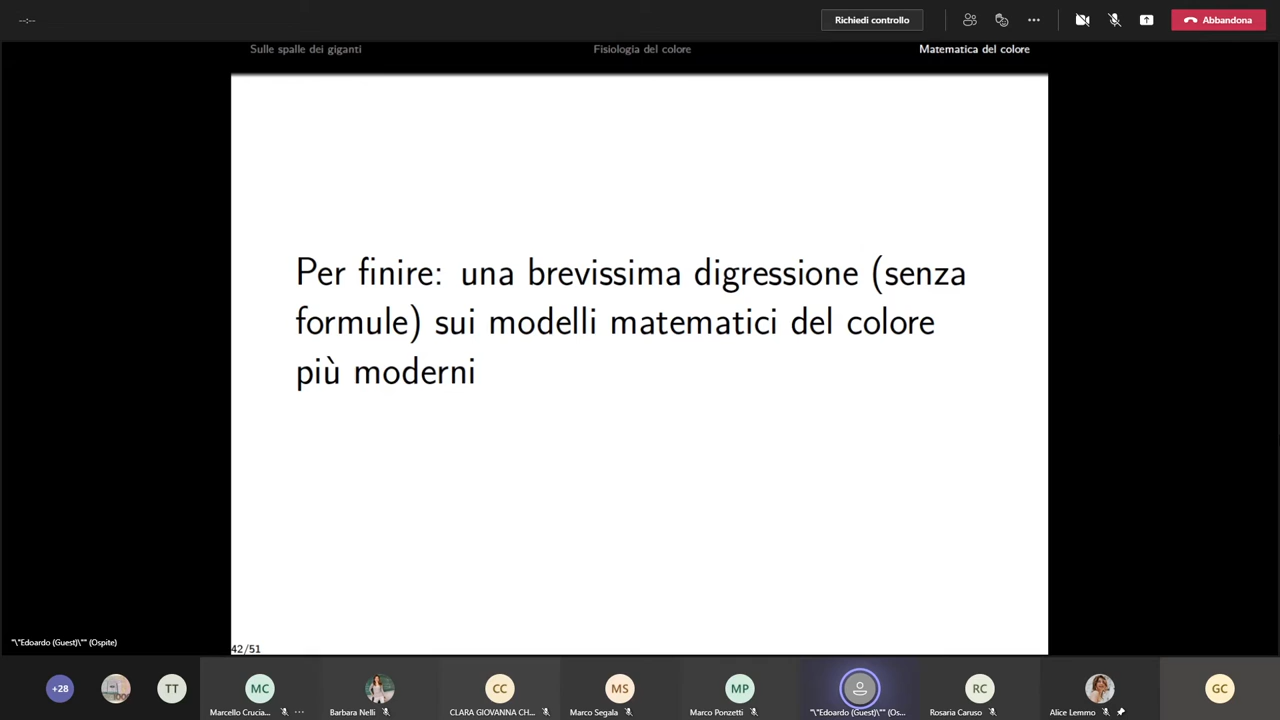 --:--
Richiedi controllo
Abbandona
Sulle spalle dei giganti
Fisiologia del colore
Matematica del colore
Per finire: una brevissima digressione (senza
formule) sui modelli matematici del colore
più moderni
"\"Edoardo (Guest)\"" (Ospite)
42/51
+28
TT
MC
CC
MS
MP
RC
GC
Marcello Crucia...
Barbara Nelli
CLARA GIOVANNA CH...
Marco Segala
Marco Ponzetti
"\"Edoardo (Guest)\"" (Os...
Rosaria Caruso
Alice Lemmo